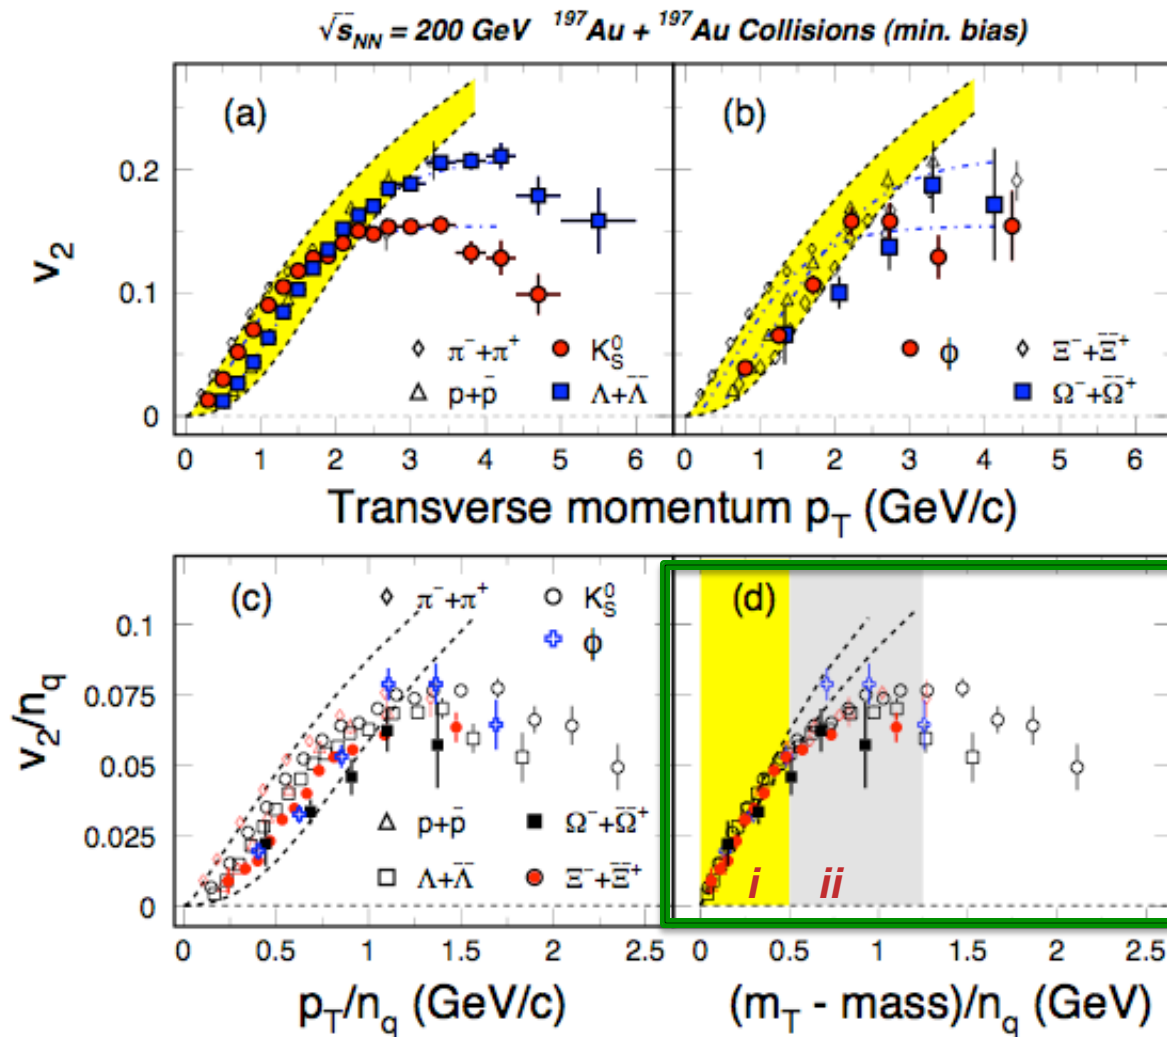 √s_NN = 200 GeV ¹⁹⁷Au + ¹⁹⁷Au Collisions (min. bias)
(a) (b)
v₂
0.2
0.1
0
π⁻+π⁺ K⁰_S
p+p̅ Λ+Λ̅
ϕ Ξ⁻+Ξ̅⁺
Ω⁻+Ω̅⁺
0 1 2 3 4 5 6 0 1 2 3 4 5 6
Transverse momentum p_T (GeV/c)
(c) (d)
v₂/n_q
0.1
0.075
0.05
0.025
0
π⁻+π⁺ K⁰_S
ϕ
p+p̅ Ω⁻+Ω̅⁺
Λ+Λ̅ Ξ⁻+Ξ̅⁺
i ii
0 0.5 1 1.5 2 2.5 0 0.5 1 1.5 2 2.5
p_T/n_q (GeV/c) (m_T - mass)/n_q (GeV)